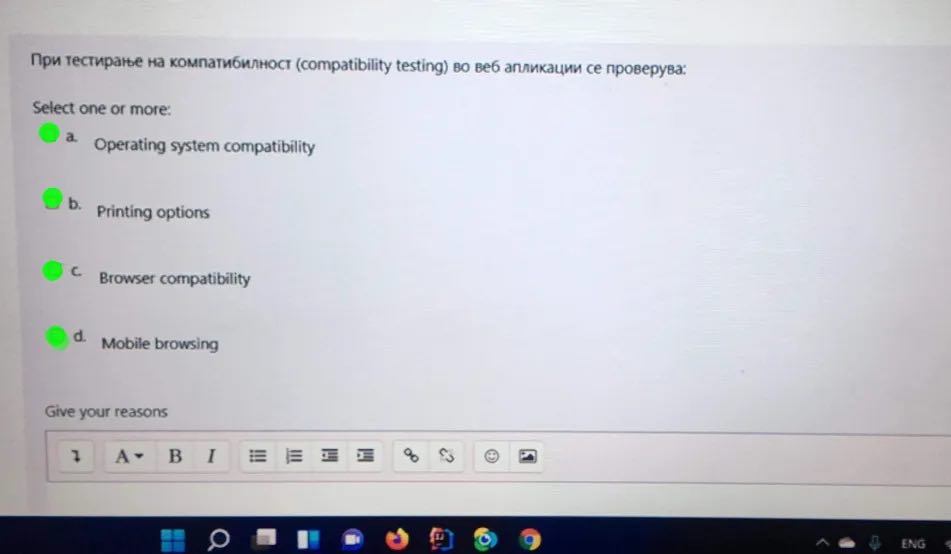 При тестирање на компатибилност (compatibility testing) во веб апликации се проверува:
Select one or more:
a. Operating system compatibility
b. Printing options
c. Browser compatibility
d. Mobile browsing
Give your reasons
A B I
ENG